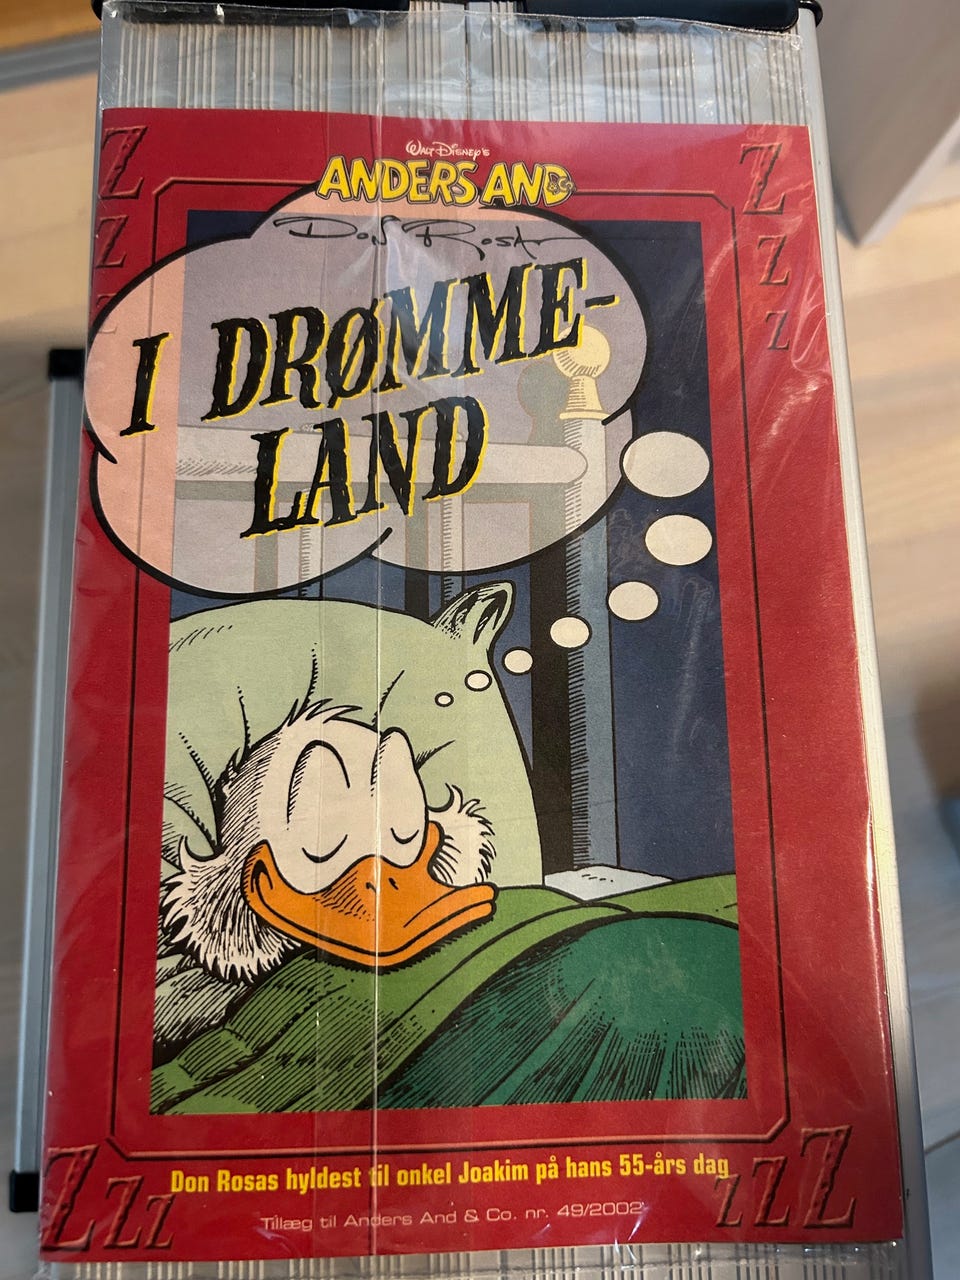 Z
Z
Walt Disney's
ANDERS AND &Co.
Z
Z
Z
Don Rosa
I DRØMME-
LAND
Don Rosas hyldest til onkel Joakim på hans 55-års dag
Z
Z
Z
Z
Z
Z
Tillæg til Anders And & Co. nr. 49/2002